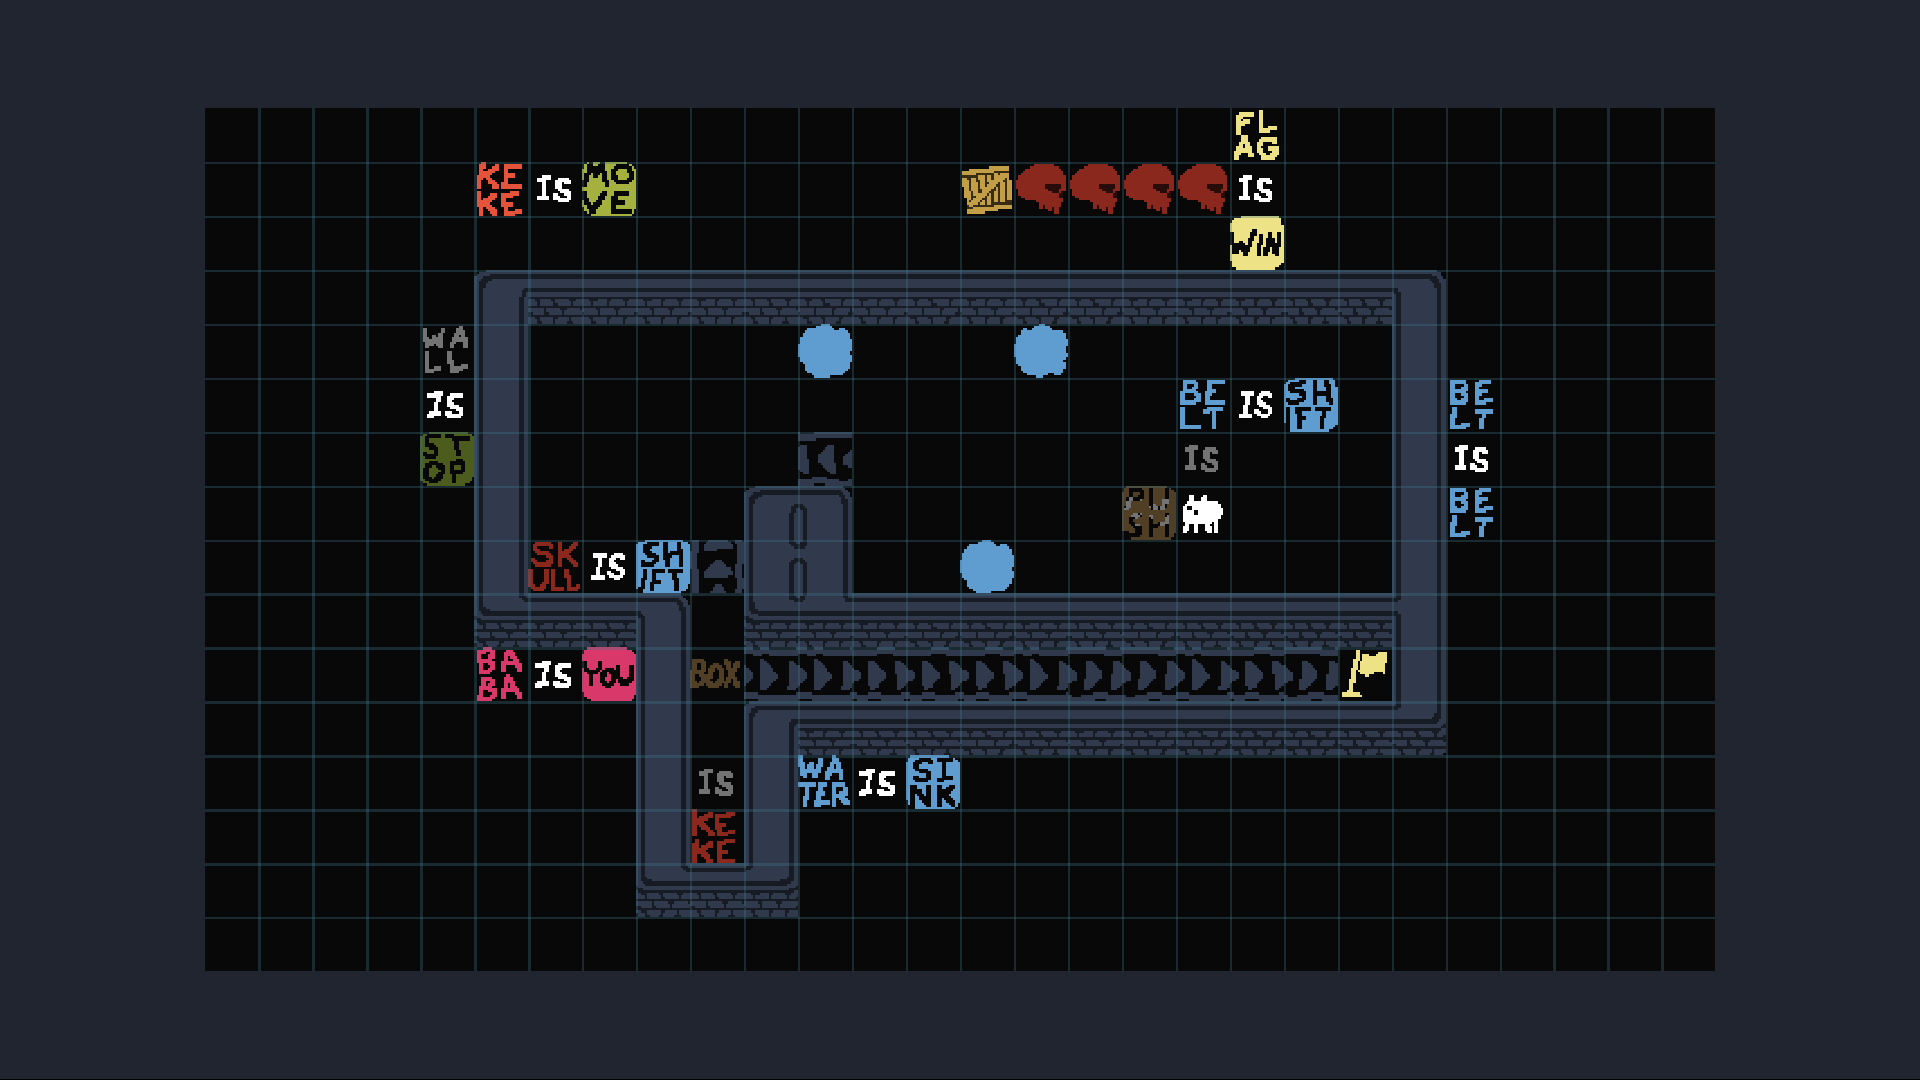 FLAG
KEKE IS MOVE
IS
WIN
WALL
IS
BELT IS SHIFT
BELT
STOP
IS
IS
PUSH
BELT
SKULL IS SHIFT
BABA IS YOU
BOX
IS
WATER IS SINK
KEKE